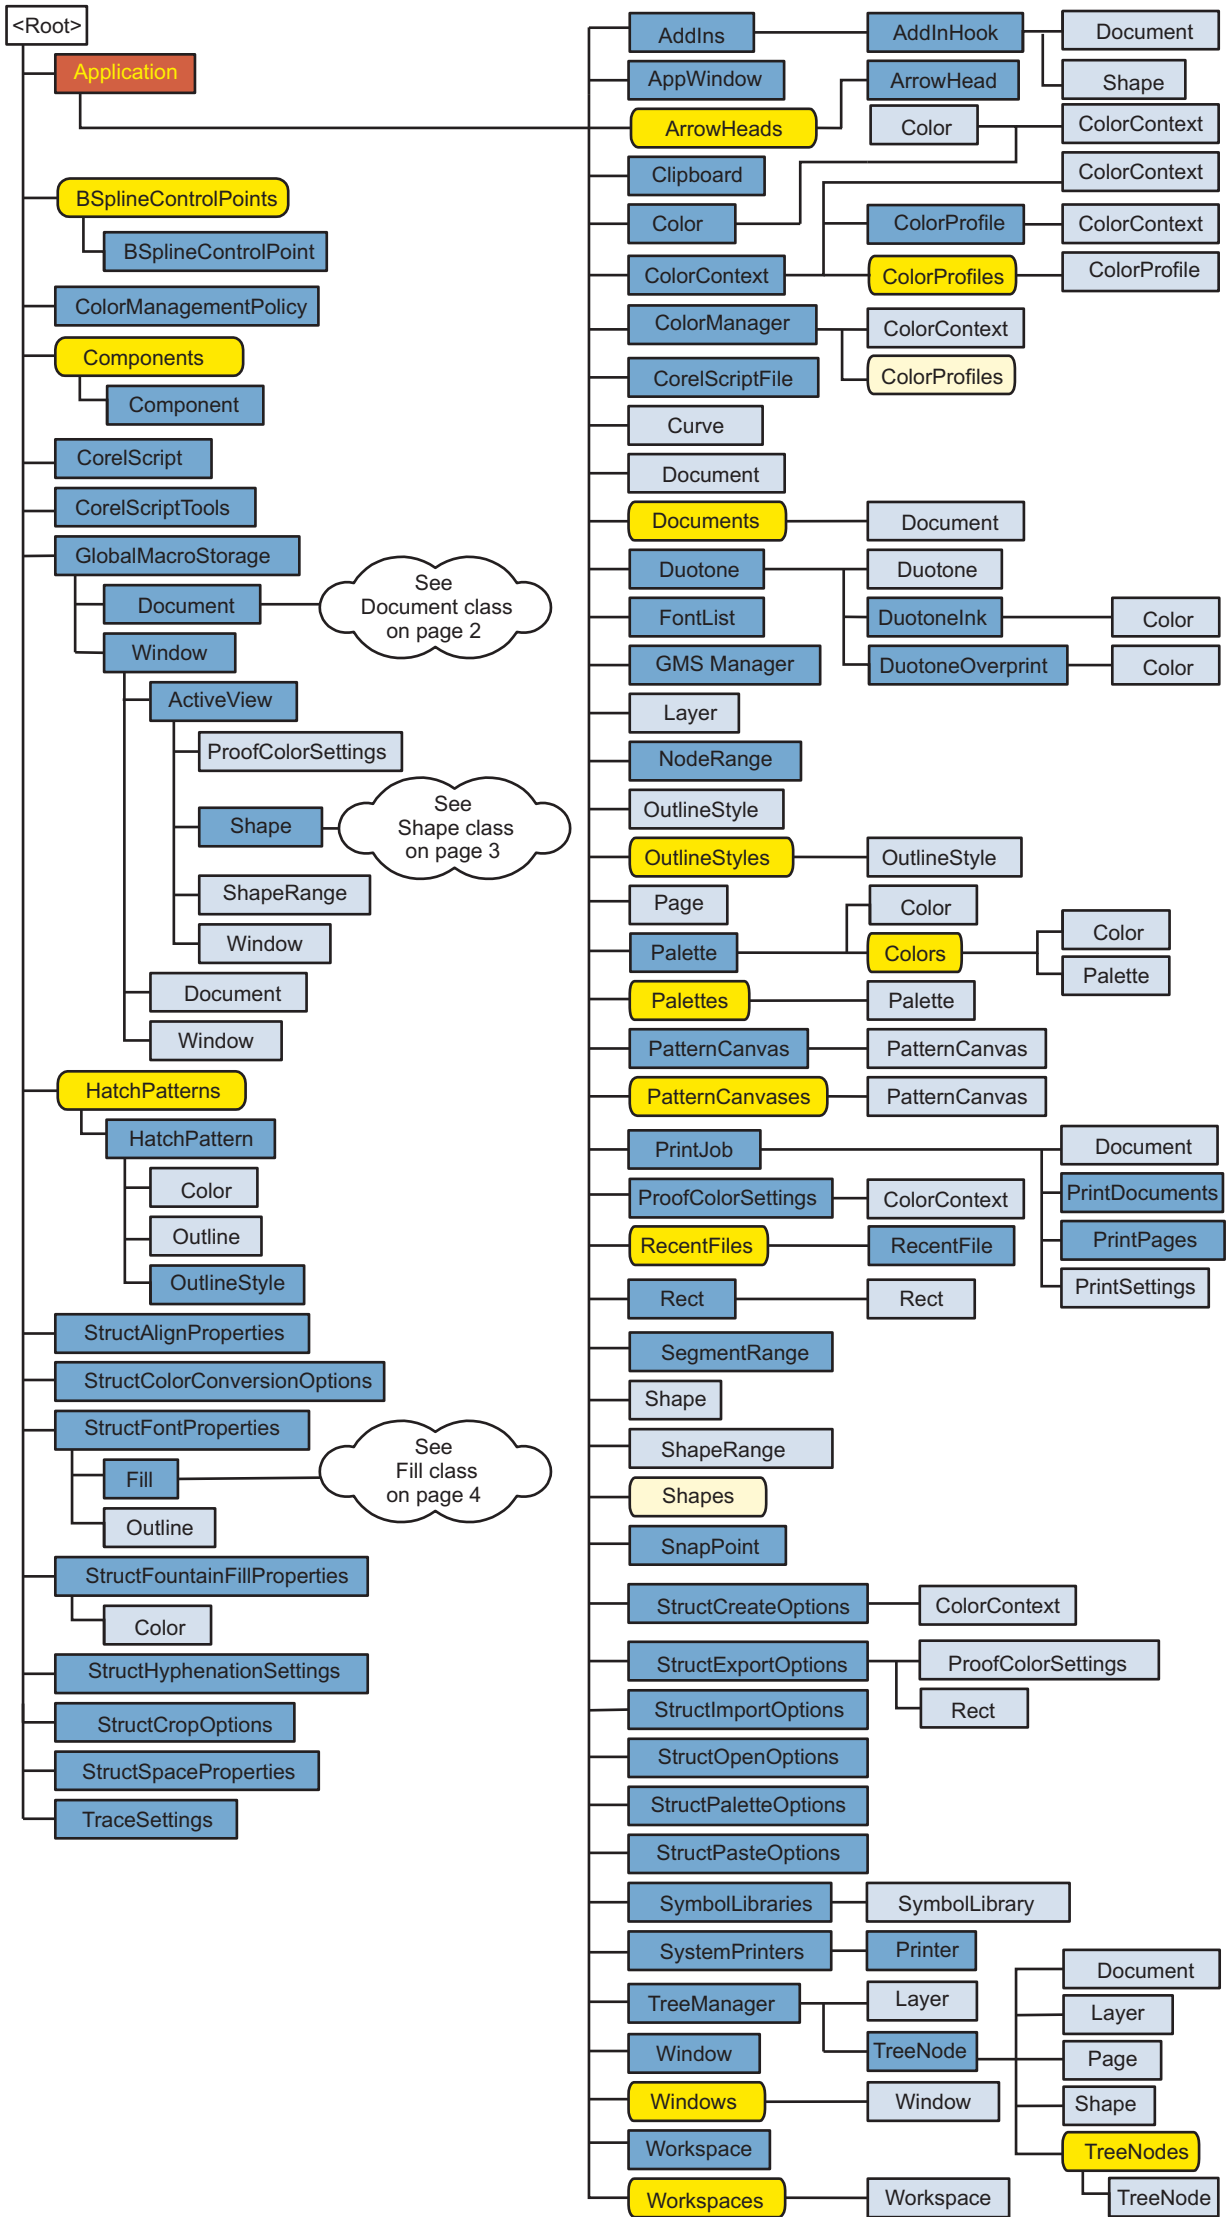 <Root>
Application
BSplineControlPoints
BSplineControlPoint
ColorManagementPolicy
Components
Component
CorelScript
CorelScriptTools
GlobalMacroStorage
Document
See
Document class
on page 2
Window
ActiveView
ProofColorSettings
Shape
See
Shape class
on page 3
ShapeRange
Window
Document
Window
HatchPatterns
HatchPattern
Color
Outline
OutlineStyle
StructAlignProperties
StructColorConversionOptions
StructFontProperties
Fill
See
Fill class
on page 4
Outline
StructFountainFillProperties
Color
StructHyphenationSettings
StructCropOptions
StructSpaceProperties
TraceSettings
AddIns
AddInHook
Document
Shape
AppWindow
ArrowHeads
ArrowHead
Clipboard
Color
Color
ColorContext
ColorContext
ColorContext
ColorProfile
ColorContext
ColorProfiles
ColorProfile
ColorManager
ColorContext
ColorProfiles
CorelScriptFile
Curve
Document
Documents
Document
Duotone
Duotone
DuotoneInk
Color
DuotoneOverprint
Color
FontList
GMS Manager
Layer
NodeRange
OutlineStyle
OutlineStyles
OutlineStyle
Page
Palette
Color
Colors
Color
Palette
Palettes
Palette
PatternCanvas
PatternCanvas
PatternCanvases
PatternCanvas
PrintJob
Document
PrintDocuments
PrintPages
PrintSettings
ProofColorSettings
ColorContext
RecentFiles
RecentFile
Rect
Rect
SegmentRange
Shape
ShapeRange
Shapes
SnapPoint
StructCreateOptions
ColorContext
StructExportOptions
ProofColorSettings
Rect
StructImportOptions
StructOpenOptions
StructPaletteOptions
StructPasteOptions
SymbolLibraries
SymbolLibrary
SystemPrinters
Printer
TreeManager
Layer
TreeNode
Document
Layer
Page
Shape
TreeNodes
TreeNode
Window
Windows
Window
Workspace
Workspaces
Workspace